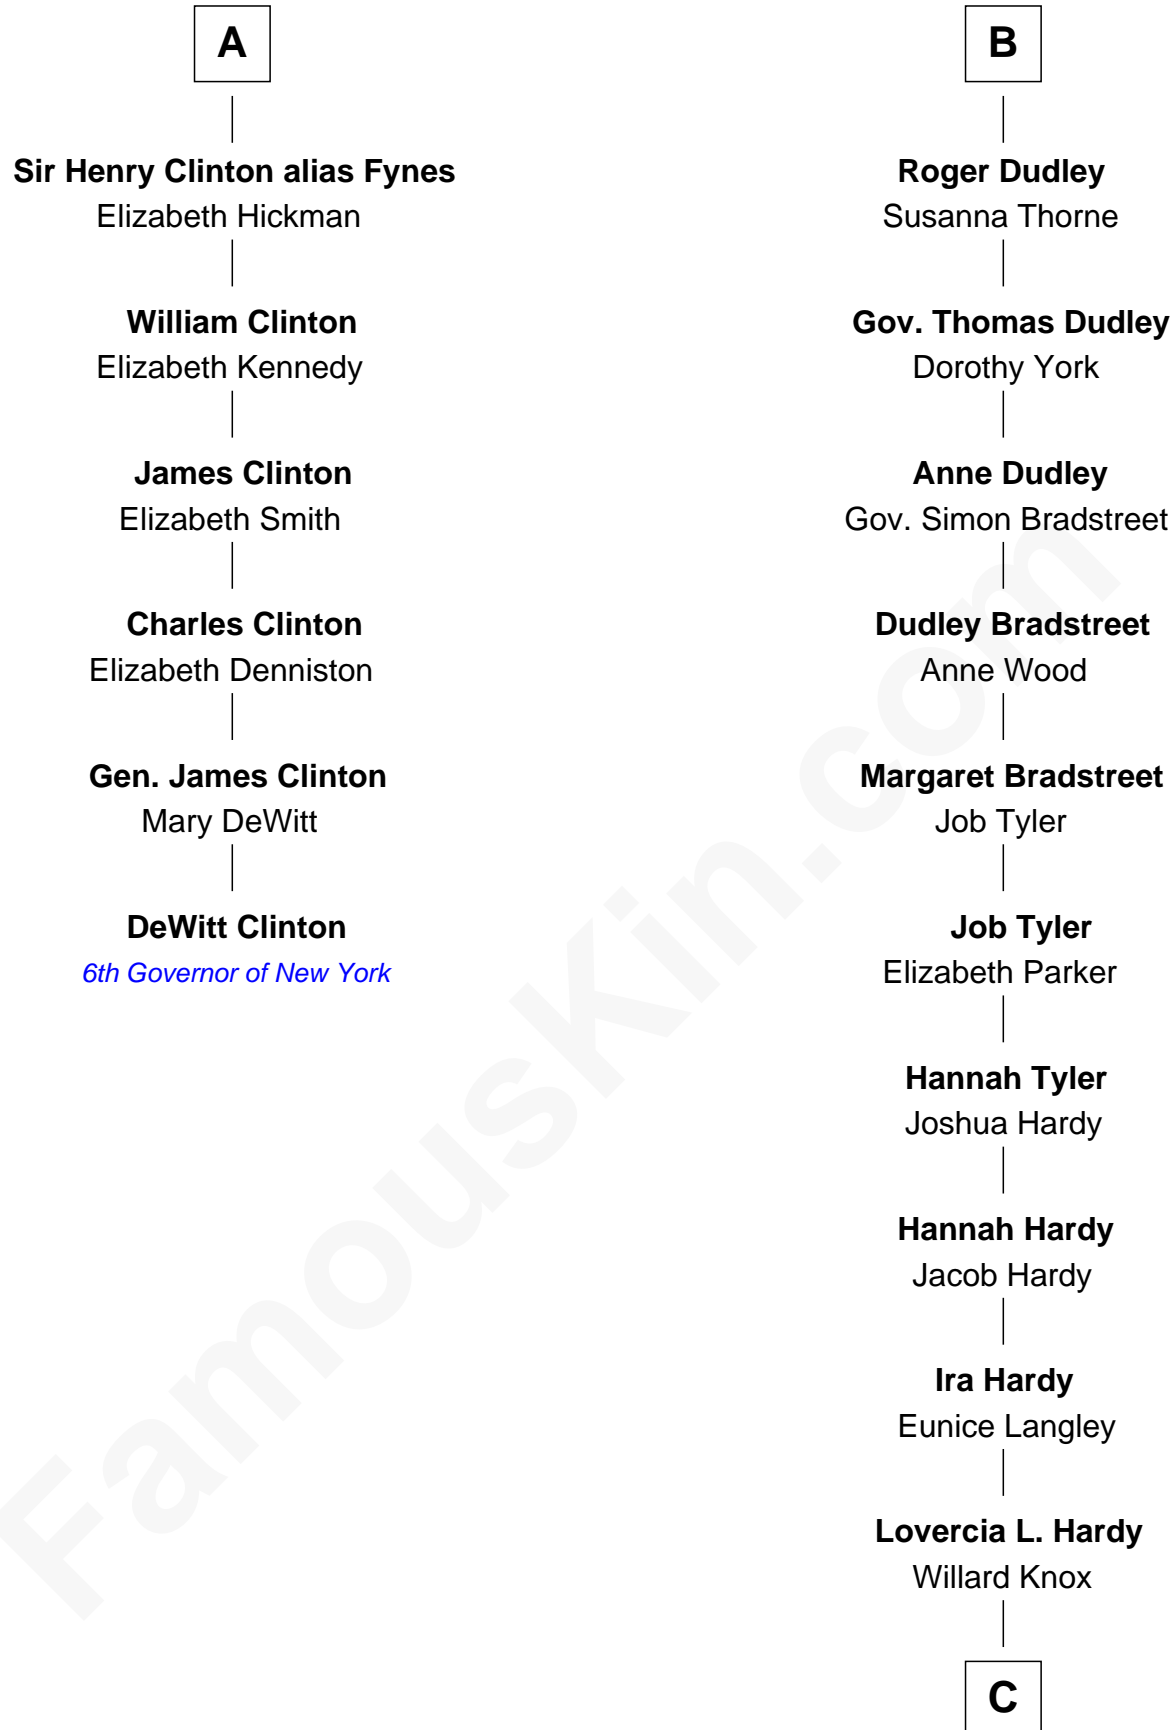 A
Sir Henry Clinton alias Fynes
Elizabeth Hickman
William Clinton
Elizabeth Kennedy
James Clinton
Elizabeth Smith
Charles Clinton
Elizabeth Denniston
Gen. James Clinton
Mary DeWitt
DeWitt Clinton
6th Governor of New York
B
Roger Dudley
Susanna Thorne
Gov. Thomas Dudley
Dorothy York
Anne Dudley
Gov. Simon Bradstreet
Dudley Bradstreet
Anne Wood
Margaret Bradstreet
Job Tyler
Job Tyler
Elizabeth Parker
Hannah Tyler
Joshua Hardy
Hannah Hardy
Jacob Hardy
Ira Hardy
Eunice Langley
Lovercia L. Hardy
Willard Knox
C
FamousKin.com